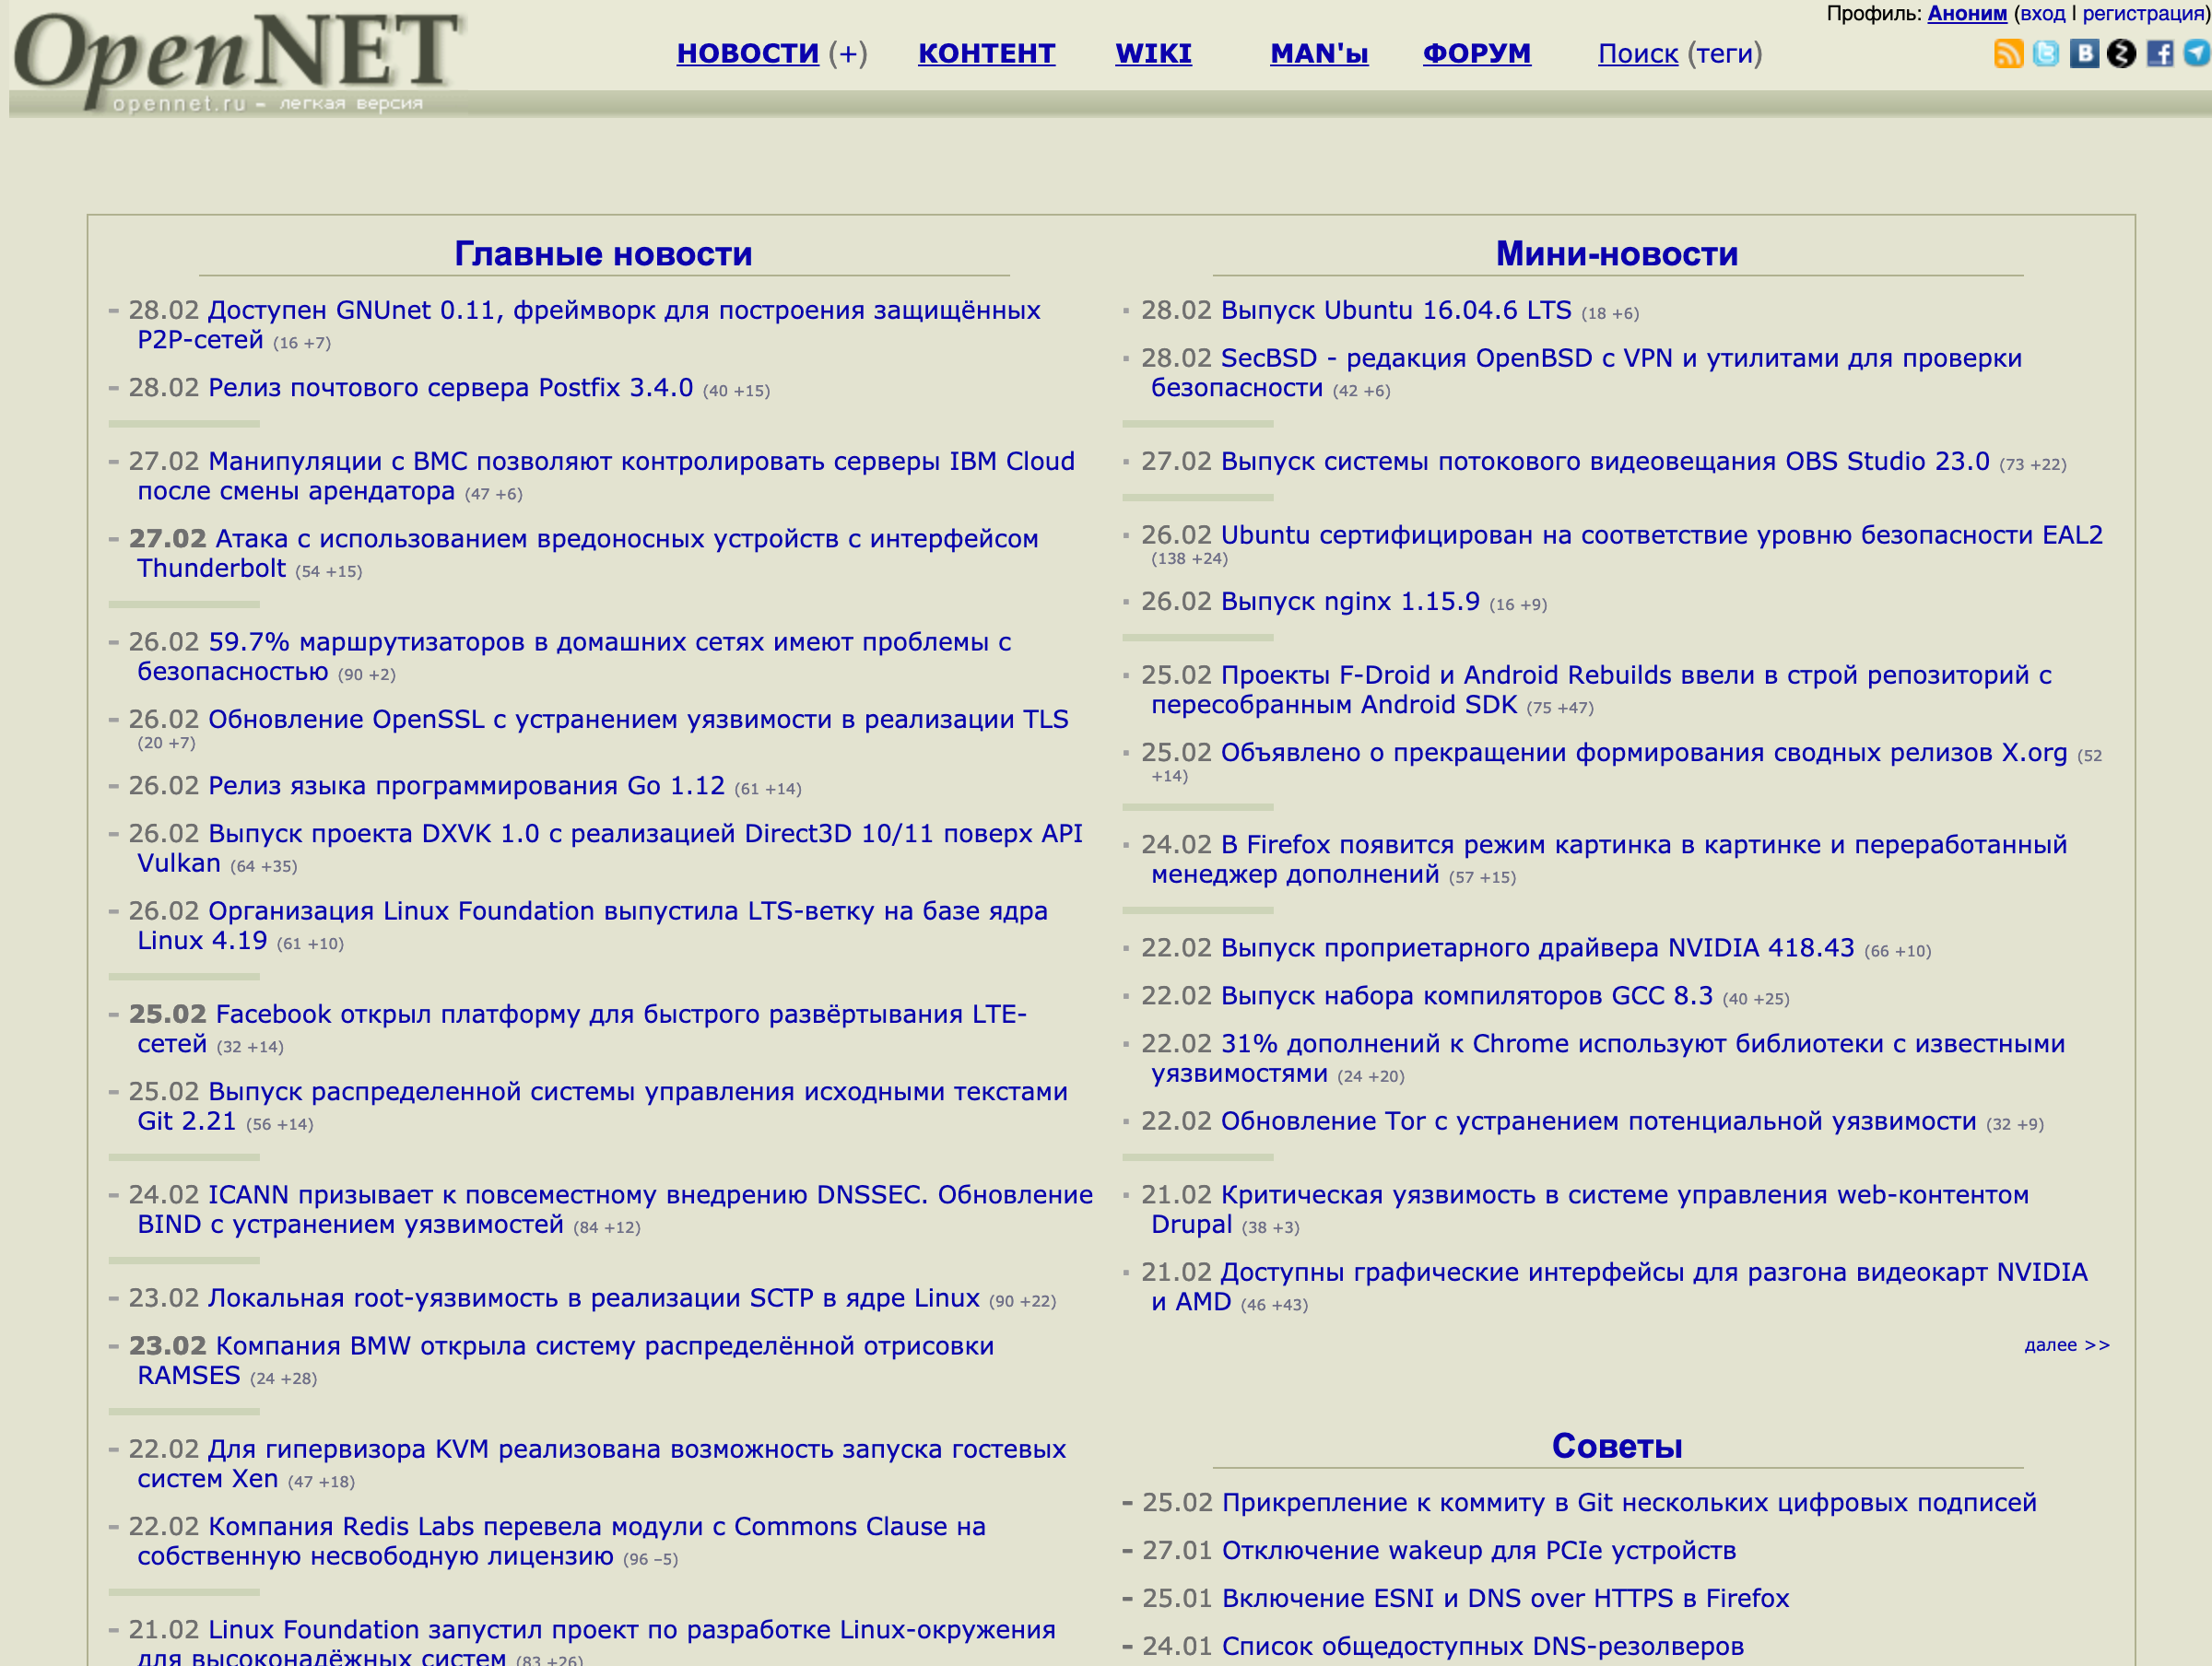 Профиль: Аноним (вход | регистрация)
OpenNET
opennet.ru - легкая версия
НОВОСТИ (+) КОНТЕНТ WIKI MAN'ы ФОРУМ Поиск (теги)
Главные новости
- 28.02 Доступен GNUnet 0.11, фреймворк для построения защищённых
P2P-сетей (16 +7)
- 28.02 Релиз почтового сервера Postfix 3.4.0 (40 +15)
- 27.02 Манипуляции с BMC позволяют контролировать серверы IBM Cloud
после смены арендатора (47 +6)
- 27.02 Атака с использованием вредоносных устройств с интерфейсом
Thunderbolt (54 +15)
- 26.02 59.7% маршрутизаторов в домашних сетях имеют проблемы с
безопасностью (90 +2)
- 26.02 Обновление OpenSSL с устранением уязвимости в реализации TLS
(20 +7)
- 26.02 Релиз языка программирования Go 1.12 (61 +14)
- 26.02 Выпуск проекта DXVK 1.0 с реализацией Direct3D 10/11 поверх API
Vulkan (64 +35)
- 26.02 Организация Linux Foundation выпустила LTS-ветку на базе ядра
Linux 4.19 (61 +10)
- 25.02 Facebook открыл платформу для быстрого развёртывания LTE-
сетей (32 +14)
- 25.02 Выпуск распределенной системы управления исходными текстами
Git 2.21 (56 +14)
- 24.02 ICANN призывает к повсеместному внедрению DNSSEC. Обновление
BIND с устранением уязвимостей (84 +12)
- 23.02 Локальная root-уязвимость в реализации SCTP в ядре Linux (90 +22)
- 23.02 Компания BMW открыла систему распределённой отрисовки
RAMSES (24 +28)
- 22.02 Для гипервизора KVM реализована возможность запуска гостевых
систем Xen (47 +18)
- 22.02 Компания Redis Labs перевела модули с Commons Clause на
собственную несвободную лицензию (96 –5)
- 21.02 Linux Foundation запустил проект по разработке Linux-окружения
для высоконадёжных систем (83 +26)
Мини-новости
· 28.02 Выпуск Ubuntu 16.04.6 LTS (18 +6)
· 28.02 SecBSD - редакция OpenBSD с VPN и утилитами для проверки
безопасности (42 +6)
· 27.02 Выпуск системы потокового видеовещания OBS Studio 23.0 (73 +22)
· 26.02 Ubuntu сертифицирован на соответствие уровню безопасности EAL2
(138 +24)
· 26.02 Выпуск nginx 1.15.9 (16 +9)
· 25.02 Проекты F-Droid и Android Rebuilds ввели в строй репозиторий с
пересобранным Android SDK (75 +47)
· 25.02 Объявлено о прекращении формирования сводных релизов X.org (52
+14)
· 24.02 В Firefox появится режим картинка в картинке и переработанный
менеджер дополнений (57 +15)
· 22.02 Выпуск проприетарного драйвера NVIDIA 418.43 (66 +10)
· 22.02 Выпуск набора компиляторов GCC 8.3 (40 +25)
· 22.02 31% дополнений к Chrome используют библиотеки с известными
уязвимостями (24 +20)
· 22.02 Обновление Tor с устранением потенциальной уязвимости (32 +9)
· 21.02 Критическая уязвимость в системе управления web-контентом
Drupal (38 +3)
· 21.02 Доступны графические интерфейсы для разгона видеокарт NVIDIA
и AMD (46 +43)
далее >>
Советы
- 25.02 Прикрепление к коммиту в Git нескольких цифровых подписей
- 27.01 Отключение wakeup для PCIe устройств
- 25.01 Включение ESNI и DNS over HTTPS в Firefox
- 24.01 Список общедоступных DNS-резолверов